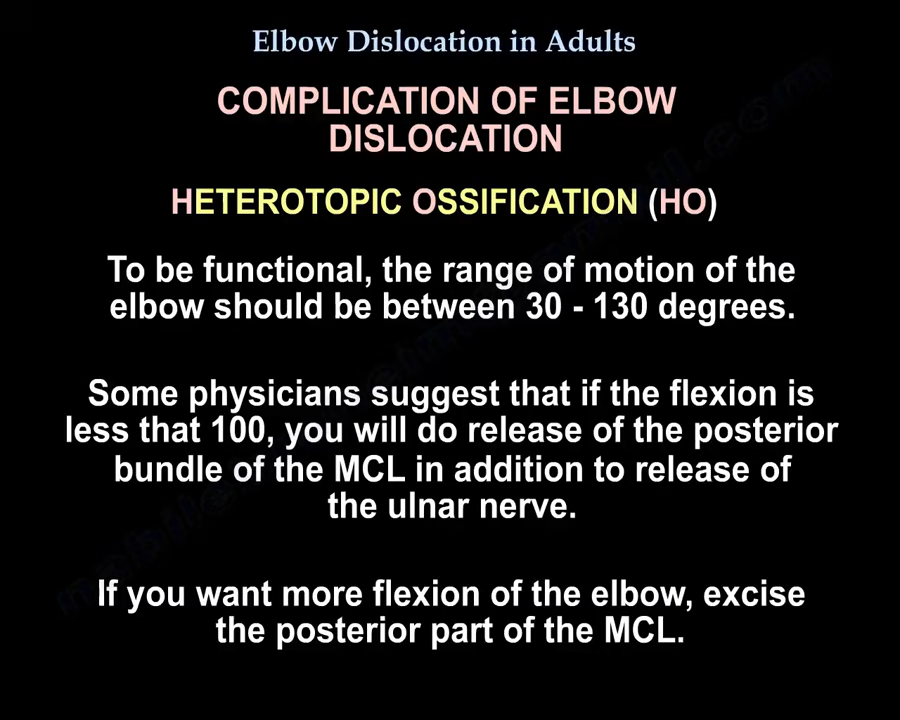 Elbow Dislocation in Adults
COMPLICATION OF ELBOW
DISLOCATION
HETEROTOPIC OSSIFICATION (HO)
To be functional, the range of motion of the
elbow should be between 30 - 130 degrees.
Some physicians suggest that if the flexion is
less that 100, you will do release of the posterior
bundle of the MCL in addition to release of
the ulnar nerve.
If you want more flexion of the elbow, excise
the posterior part of the MCL.